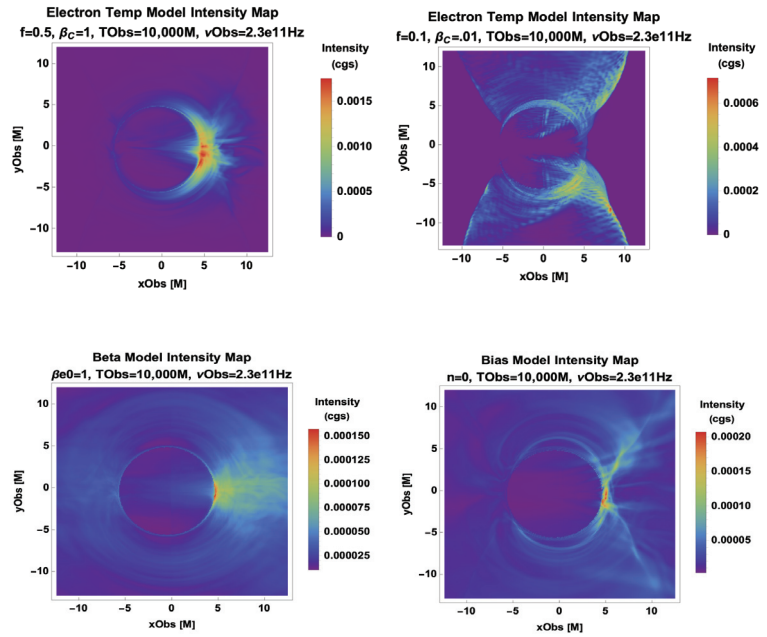 Electron Temp Model Intensity Map
f=0.5, βC=1, TObs=10,000M, νObs=2.3e11Hz
Intensity
(cgs)
10
5
0
−5
−10
yObs [M]
−10 −5 0 5 10
xObs [M]
0.0015
0.0010
0.0005
0
Electron Temp Model Intensity Map
f=0.1, βC=.01, TObs=10,000M, νObs=2.3e11Hz
Intensity
(cgs)
10
5
0
−5
−10
yObs [M]
−10 −5 0 5 10
xObs [M]
0.0006
0.0004
0.0002
0
Beta Model Intensity Map
βe0=1, TObs=10,000M, νObs=2.3e11Hz
Intensity
(cgs)
10
5
0
−5
−10
yObs [M]
−10 −5 0 5 10
xObs [M]
0.000150
0.000125
0.000100
0.000075
0.000050
0.000025
Bias Model Intensity Map
n=0, TObs=10,000M, νObs=2.3e11Hz
Intensity
(cgs)
10
5
0
−5
−10
yObs [M]
−10 −5 0 5 10
xObs [M]
0.00020
0.00015
0.00010
0.00005